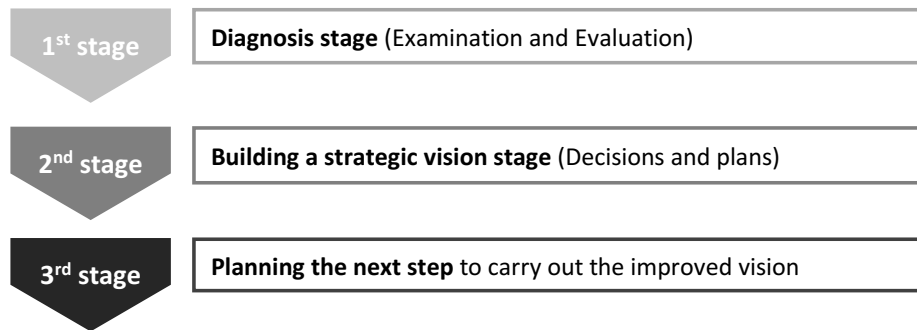 1st stage
Diagnosis stage (Examination and Evaluation)
2nd stage
Building a strategic vision stage (Decisions and plans)
3rd stage
Planning the next step to carry out the improved vision